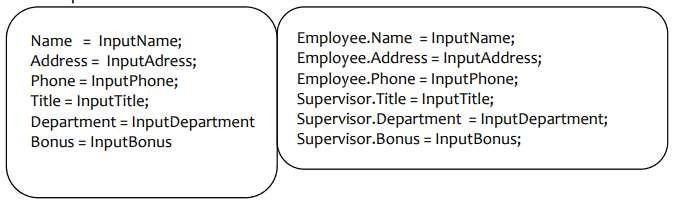 Name = InputName;
Address = InputAdress;
Phone = InputPhone;
Title = InputTitle;
Department = InputDepartment
Bonus = InputBonus
Employee.Name = InputName;
Employee.Address = InputAddress;
Employee.Phone = InputPhone;
Supervisor.Title = InputTitle;
Supervisor.Department = InputDepartment;
Supervisor.Bonus = InputBonus;